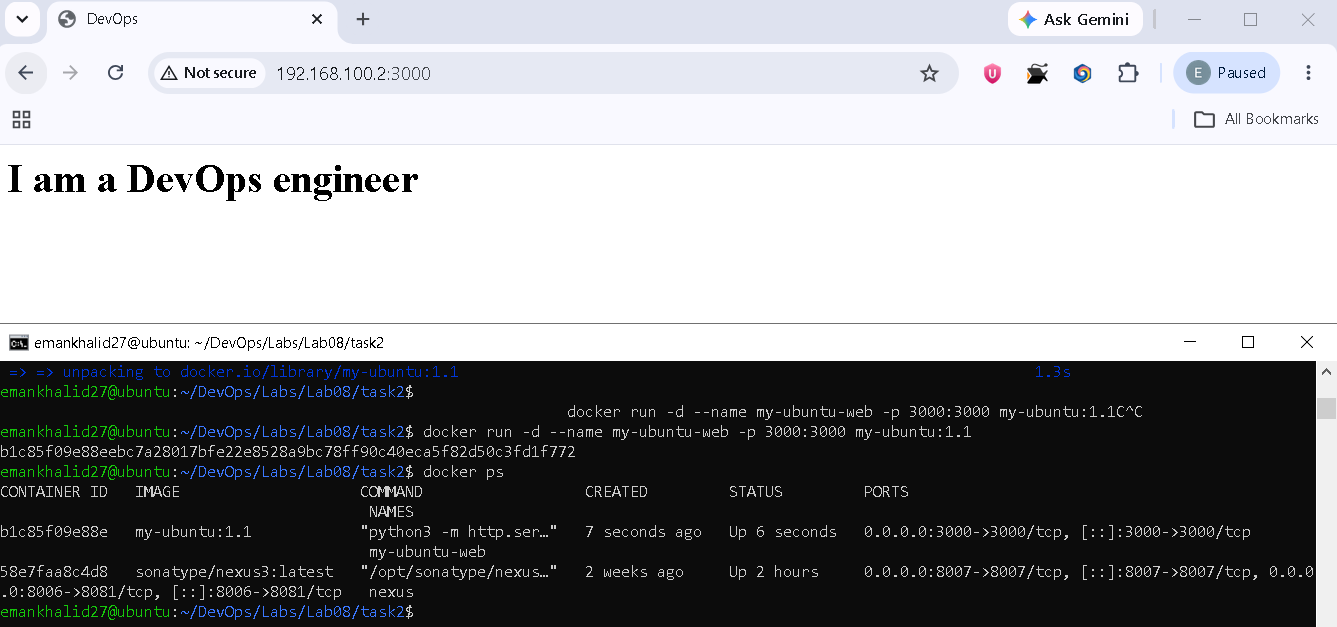 DevOps
Ask Gemini
Not secure
192.168.100.2:3000
U
E
Paused
All Bookmarks
I am a DevOps engineer
emankhalid27@ubuntu: ~/DevOps/Labs/Lab08/task2
=> => unpacking to docker.io/library/my-ubuntu:1.1 1.3s
emankhalid27@ubuntu:~/DevOps/Labs/Lab08/task2$
docker run -d --name my-ubuntu-web -p 3000:3000 my-ubuntu:1.1C^C
emankhalid27@ubuntu:~/DevOps/Labs/Lab08/task2$ docker run -d --name my-ubuntu-web -p 3000:3000 my-ubuntu:1.1
b1c85f09e88eebc7a28017bfe22e8528a9bc78ff90c40eca5f82d50c3fd1f772
emankhalid27@ubuntu:~/DevOps/Labs/Lab08/task2$ docker ps
CONTAINER ID IMAGE COMMAND CREATED STATUS PORTS
NAMES
b1c85f09e88e my-ubuntu:1.1 "python3 -m http.ser…" 7 seconds ago Up 6 seconds 0.0.0.0:3000->3000/tcp, [::]:3000->3000/tcp
my-ubuntu-web
58e7faa8c4d8 sonatype/nexus3:latest "/opt/sonatype/nexus…" 2 weeks ago Up 2 hours 0.0.0.0:8007->8007/tcp, [::]:8007->8007/tcp, 0.0.0
.0:8006->8081/tcp, [::]:8006->8081/tcp nexus
emankhalid27@ubuntu:~/DevOps/Labs/Lab08/task2$